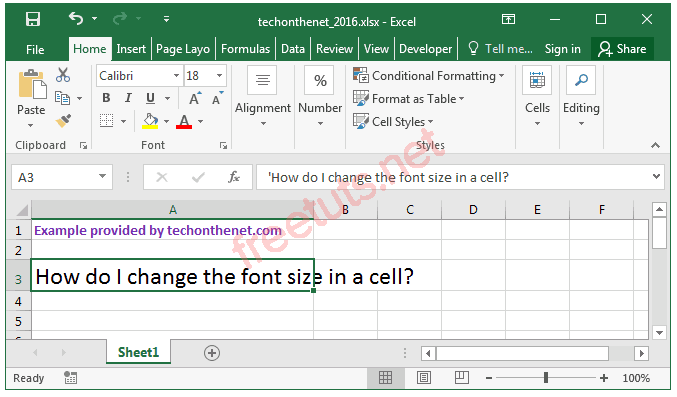 techonthenet_2016.xlsx - Excel
File Home Insert Page Layo Formulas Data Review View Developer Tell me... Sign in Share
Calibri 18
Paste
B I U A A
A
Alignment
%
Number
Conditional Formatting
Format as Table
Cell Styles
Cells
Editing
Clipboard Font Styles
A3 fx 'How do I change the font size in a cell?
A B C D E F
1 Example provided by techonthenet.com
2
3 How do I change the font size in a cell?
4
5
freetuts.net
Sheet1
Ready 100%